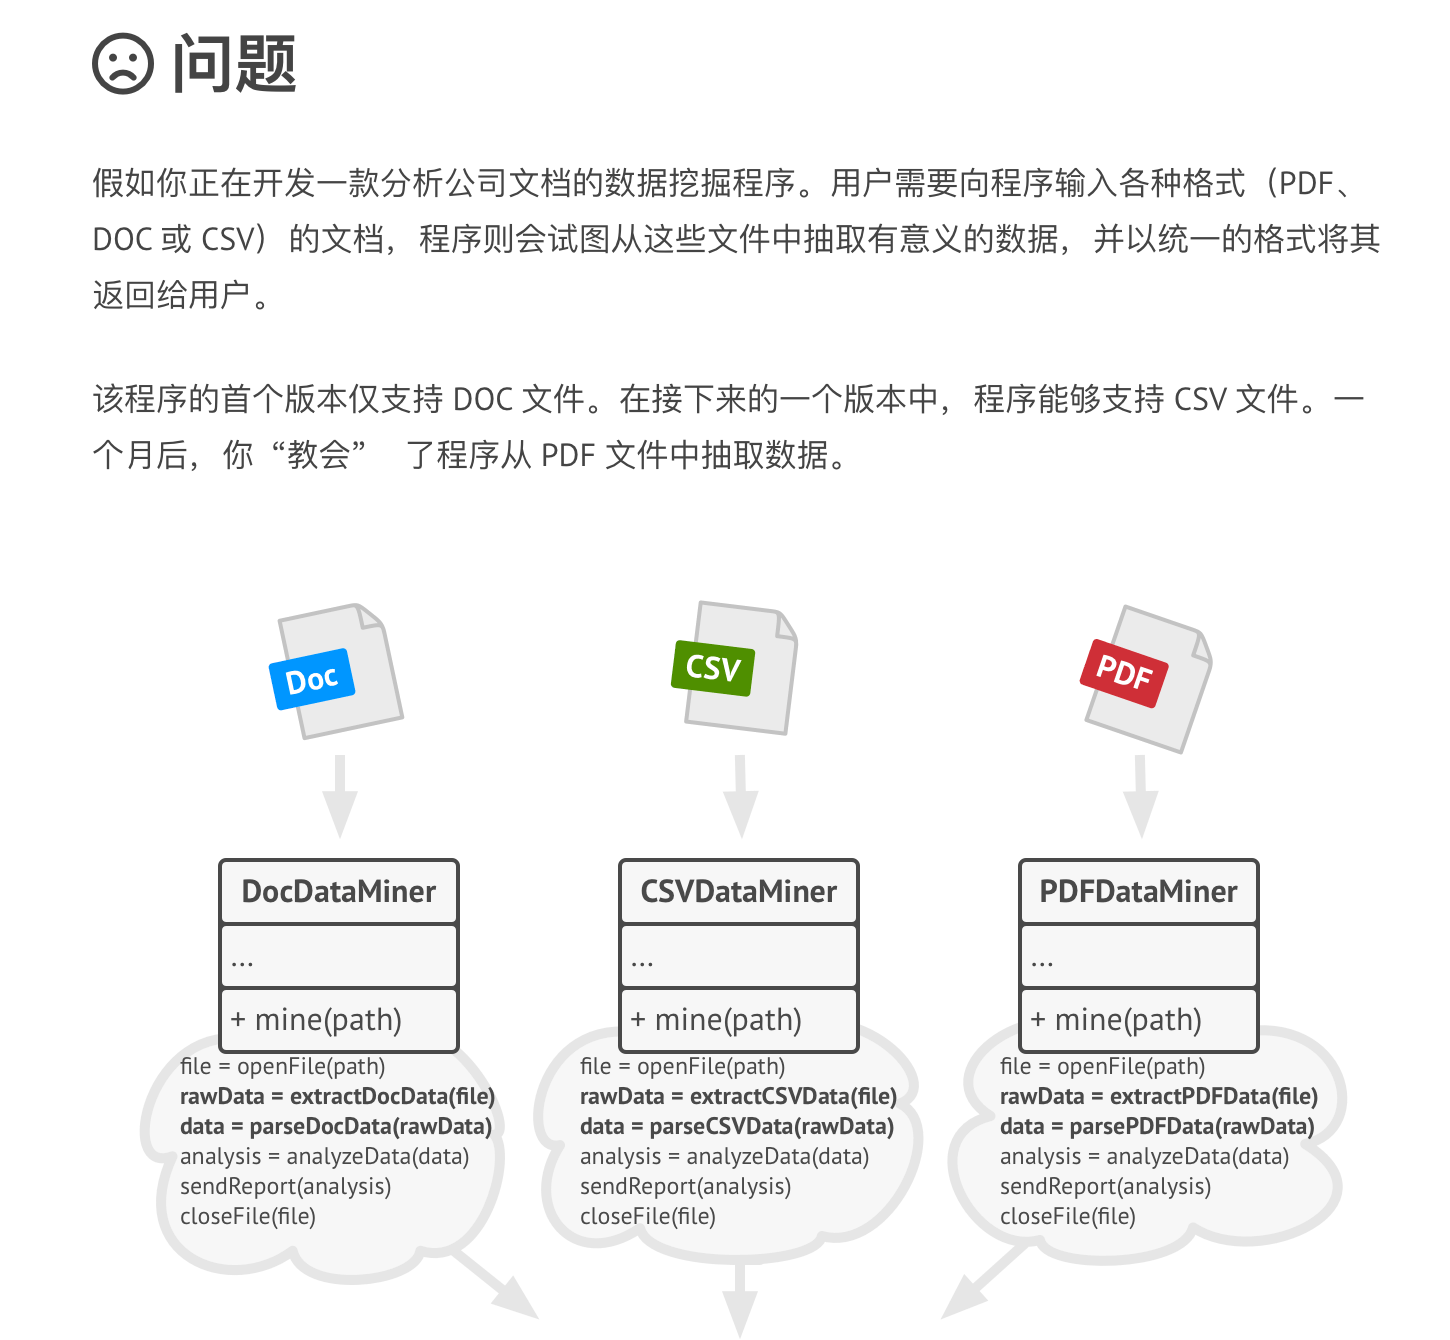 问题
假如你正在开发一款分析公司文档的数据挖掘程序。用户需要向程序输入各种格式（PDF、
DOC 或 CSV）的文档，程序则会试图从这些文件中抽取有意义的数据，并以统一的格式将其
返回给用户。
该程序的首个版本仅支持 DOC 文件。在接下来的一个版本中，程序能够支持 CSV 文件。一
个月后，你“教会” 了程序从 PDF 文件中抽取数据。
Doc
CSV
PDF
DocDataMiner
...
+ mine(path)
file = openFile(path)
rawData = extractDocData(file)
data = parseDocData(rawData)
analysis = analyzeData(data)
sendReport(analysis)
closeFile(file)
CSVDataMiner
...
+ mine(path)
file = openFile(path)
rawData = extractCSVData(file)
data = parseCSVData(rawData)
analysis = analyzeData(data)
sendReport(analysis)
closeFile(file)
PDFDataMiner
...
+ mine(path)
file = openFile(path)
rawData = extractPDFData(file)
data = parsePDFData(rawData)
analysis = analyzeData(data)
sendReport(analysis)
closeFile(file)